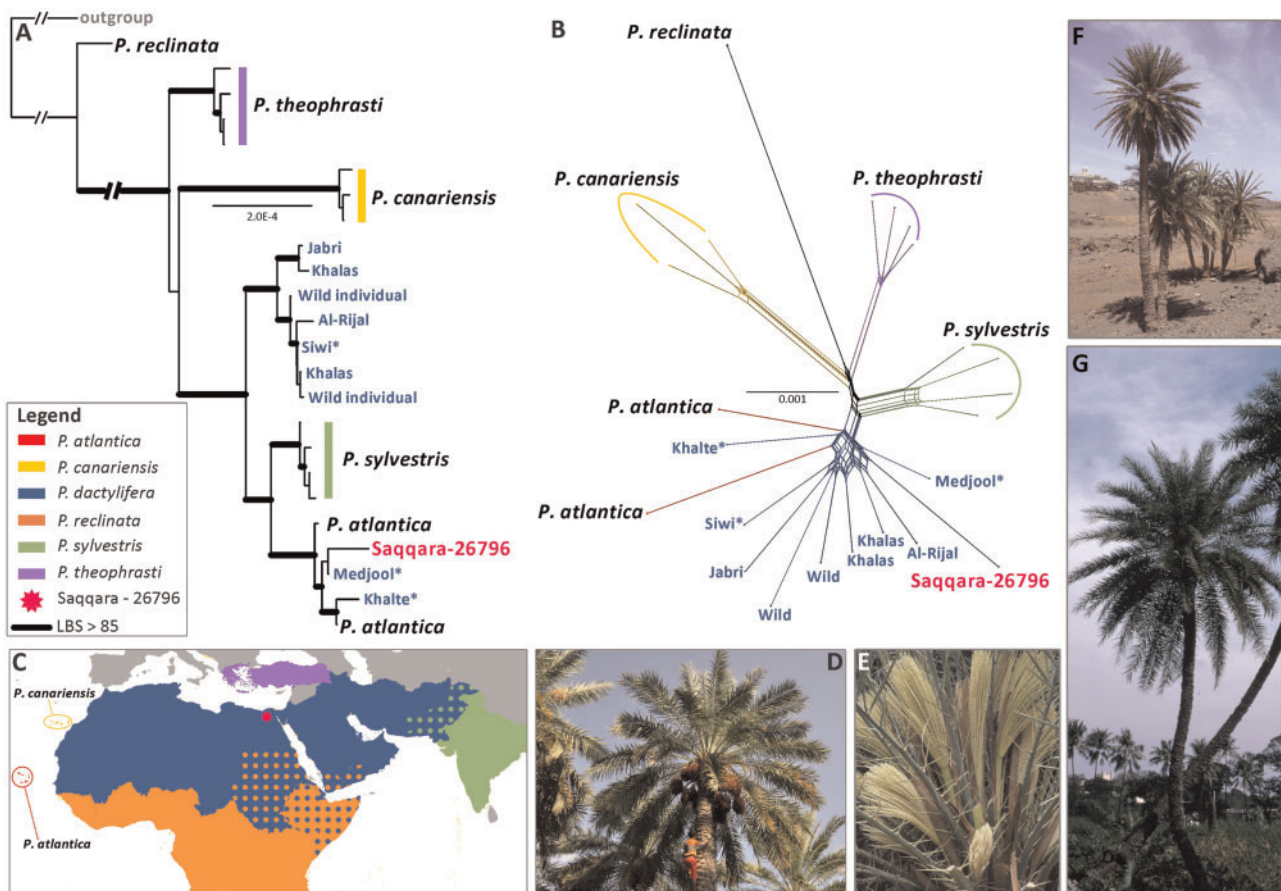 A
outgroup
P. reclinata
P. theophrasti
P. canariensis
2.0E-4
Jabri
Khalas
Wild individual
Al-Rijal
Siwi*
Khalas
Wild individual
P. sylvestris
P. atlantica
Saqqara-26796
Medjool*
Khalte*
P. atlantica
Legend
P. atlantica
P. canariensis
P. dactylifera
P. reclinata
P. sylvestris
P. theophrasti
Saqqara - 26796
LBS > 85
B
P. reclinata
P. canariensis
P. theophrasti
P. sylvestris
0.001
P. atlantica
Khalte*
Medjool*
P. atlantica
Siwi*
Khalas
Al-Rijal
Jabri
Wild
Khalas
Saqqara-26796
Wild
C
P. canariensis
P. atlantica
D
E
F
G